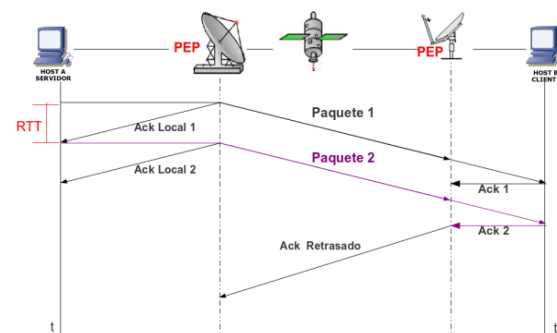 PEP
PEP
HOST A
SERVIDOR
HOST B
CLIENT
RTT
Paquete 1
Ack Local 1
Paquete 2
Ack Local 2
Ack 1
Ack 2
Ack Retrasado
t
t